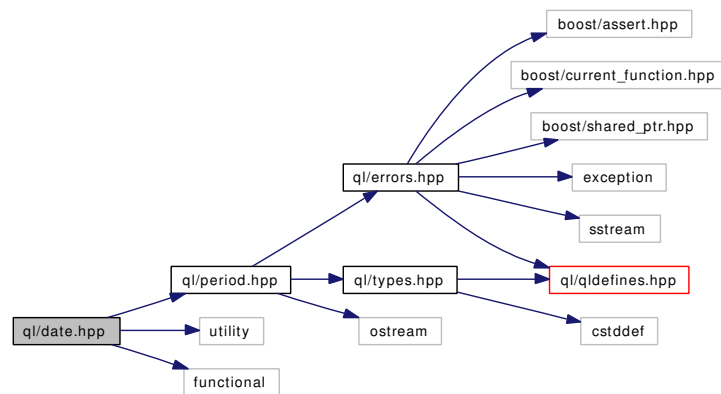 boost/assert.hpp
boost/current_function.hpp
boost/shared_ptr.hpp
ql/errors.hpp
exception
sstream
ql/period.hpp
ql/types.hpp
ql/qldefines.hpp
ql/date.hpp
utility
ostream
cstddef
functional